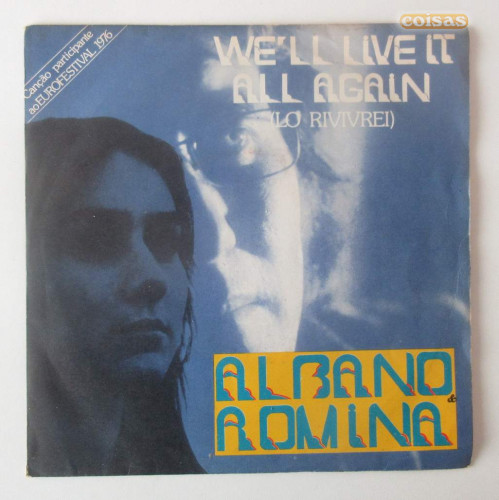 coisas
Canção participante
ao EUROFESTIVAL 1976
WE'LL LIVE IT
ALL AGAIN
(LO RIVIVREI)
ALBANO &
ROMINA